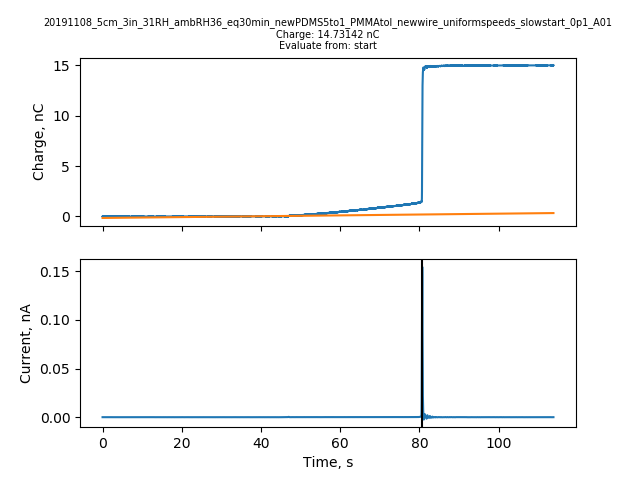 20191108_5cm_3in_31RH_ambRH36_eq30min_newPDMS5to1_PMMAtol_newwire_uniformspeeds_slowstart_0p1_A01
Charge: 14.73142 nC
Evaluate from: start
15
10
5
0
Charge, nC
0.15
0.10
0.05
0.00
Current, nA
0 20 40 60 80 100
Time, s